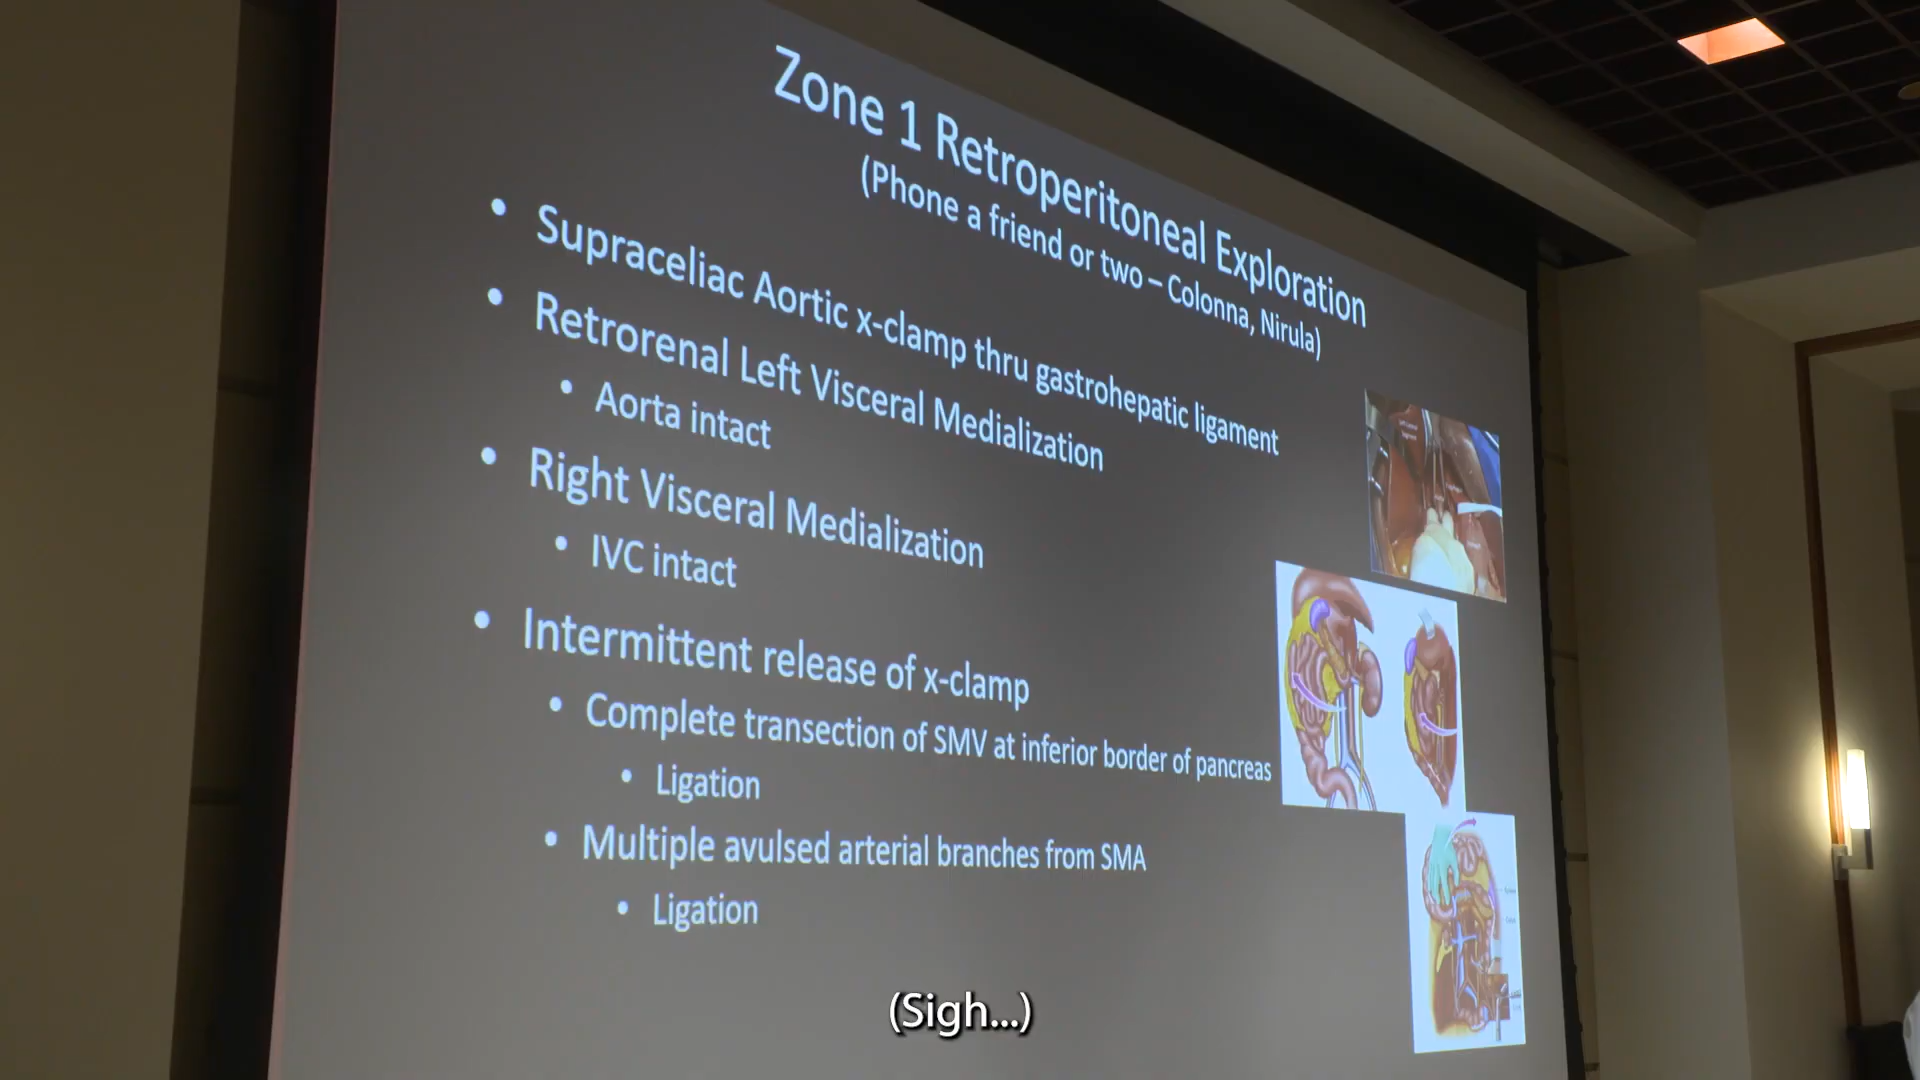 Zone 1 Retroperitoneal Exploration
(Phone a friend or two – Colonna, Nirula)
• Supraceliac Aortic x-clamp thru gastrohepatic ligament
• Retrorenal Left Visceral Medialization
• Aorta intact
• Right Visceral Medialization
• IVC intact
• Intermittent release of x-clamp
• Complete transection of SMV at inferior border of pancreas
• Ligation
• Multiple avulsed arterial branches from SMA
• Ligation
(Sigh...)